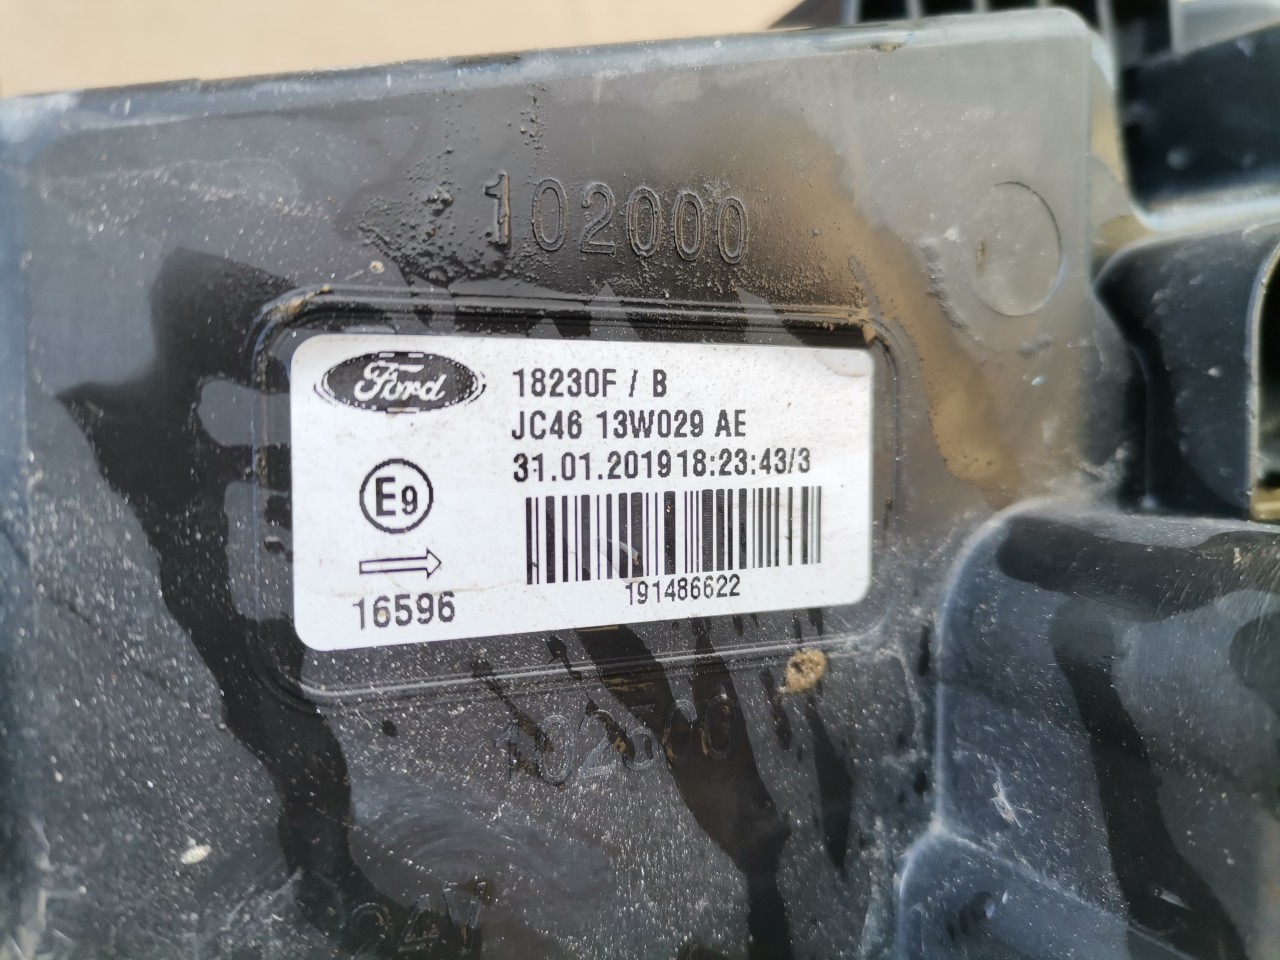 102000
Ford
18230F / B
JC46 13W029 AE
31.01.201918:23:43/3
E9
16596
191486622